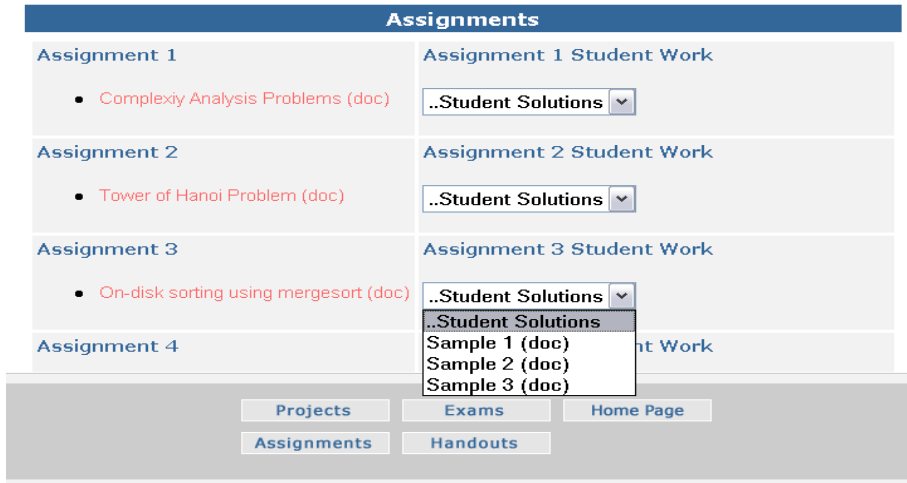 Assignments
Assignment 1 Assignment 1 Student Work
Complexiy Analysis Problems (doc) ..Student Solutions
Assignment 2 Assignment 2 Student Work
Tower of Hanoi Problem (doc) ..Student Solutions
Assignment 3 Assignment 3 Student Work
On-disk sorting using mergesort (doc) ..Student Solutions
..Student Solutions
Sample 1 (doc)
Assignment 4 nt Work
Sample 2 (doc)
Sample 3 (doc)
Projects Exams Home Page
Assignments Handouts